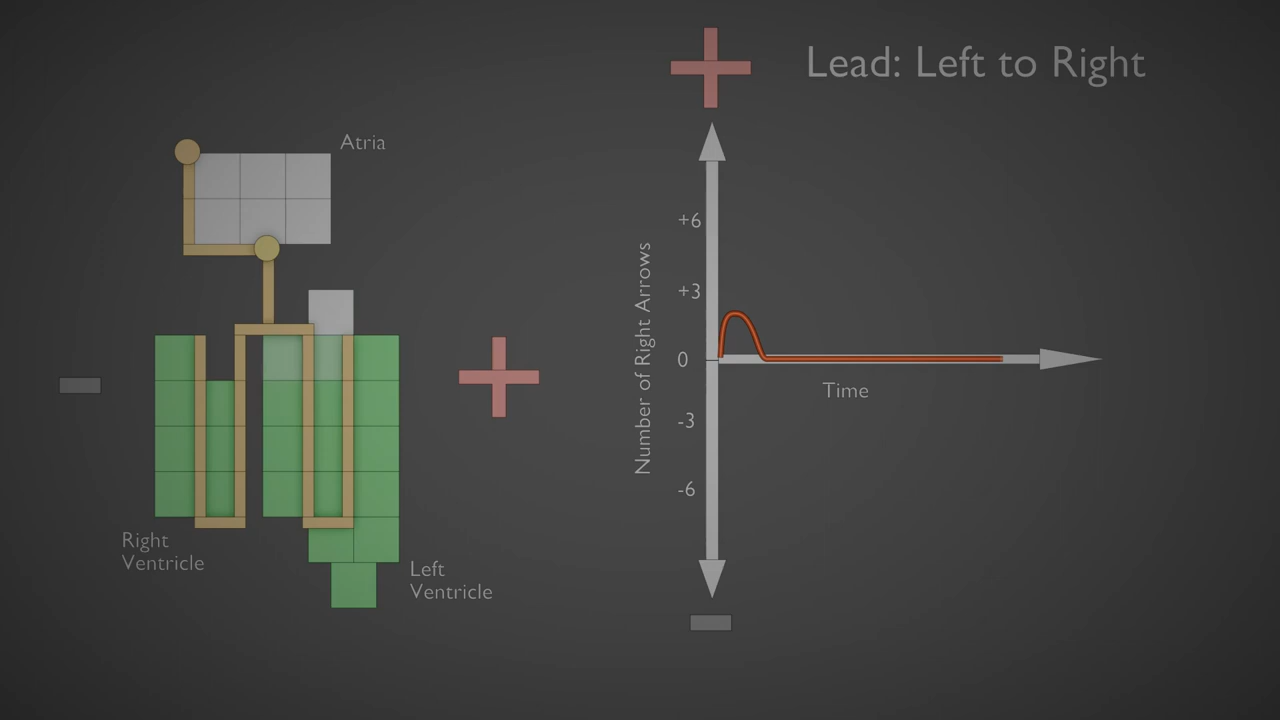 Lead: Left to Right
Atria
Right
Ventricle
Left
Ventricle
Number of Right Arrows
+6
+3
0
-3
-6
Time